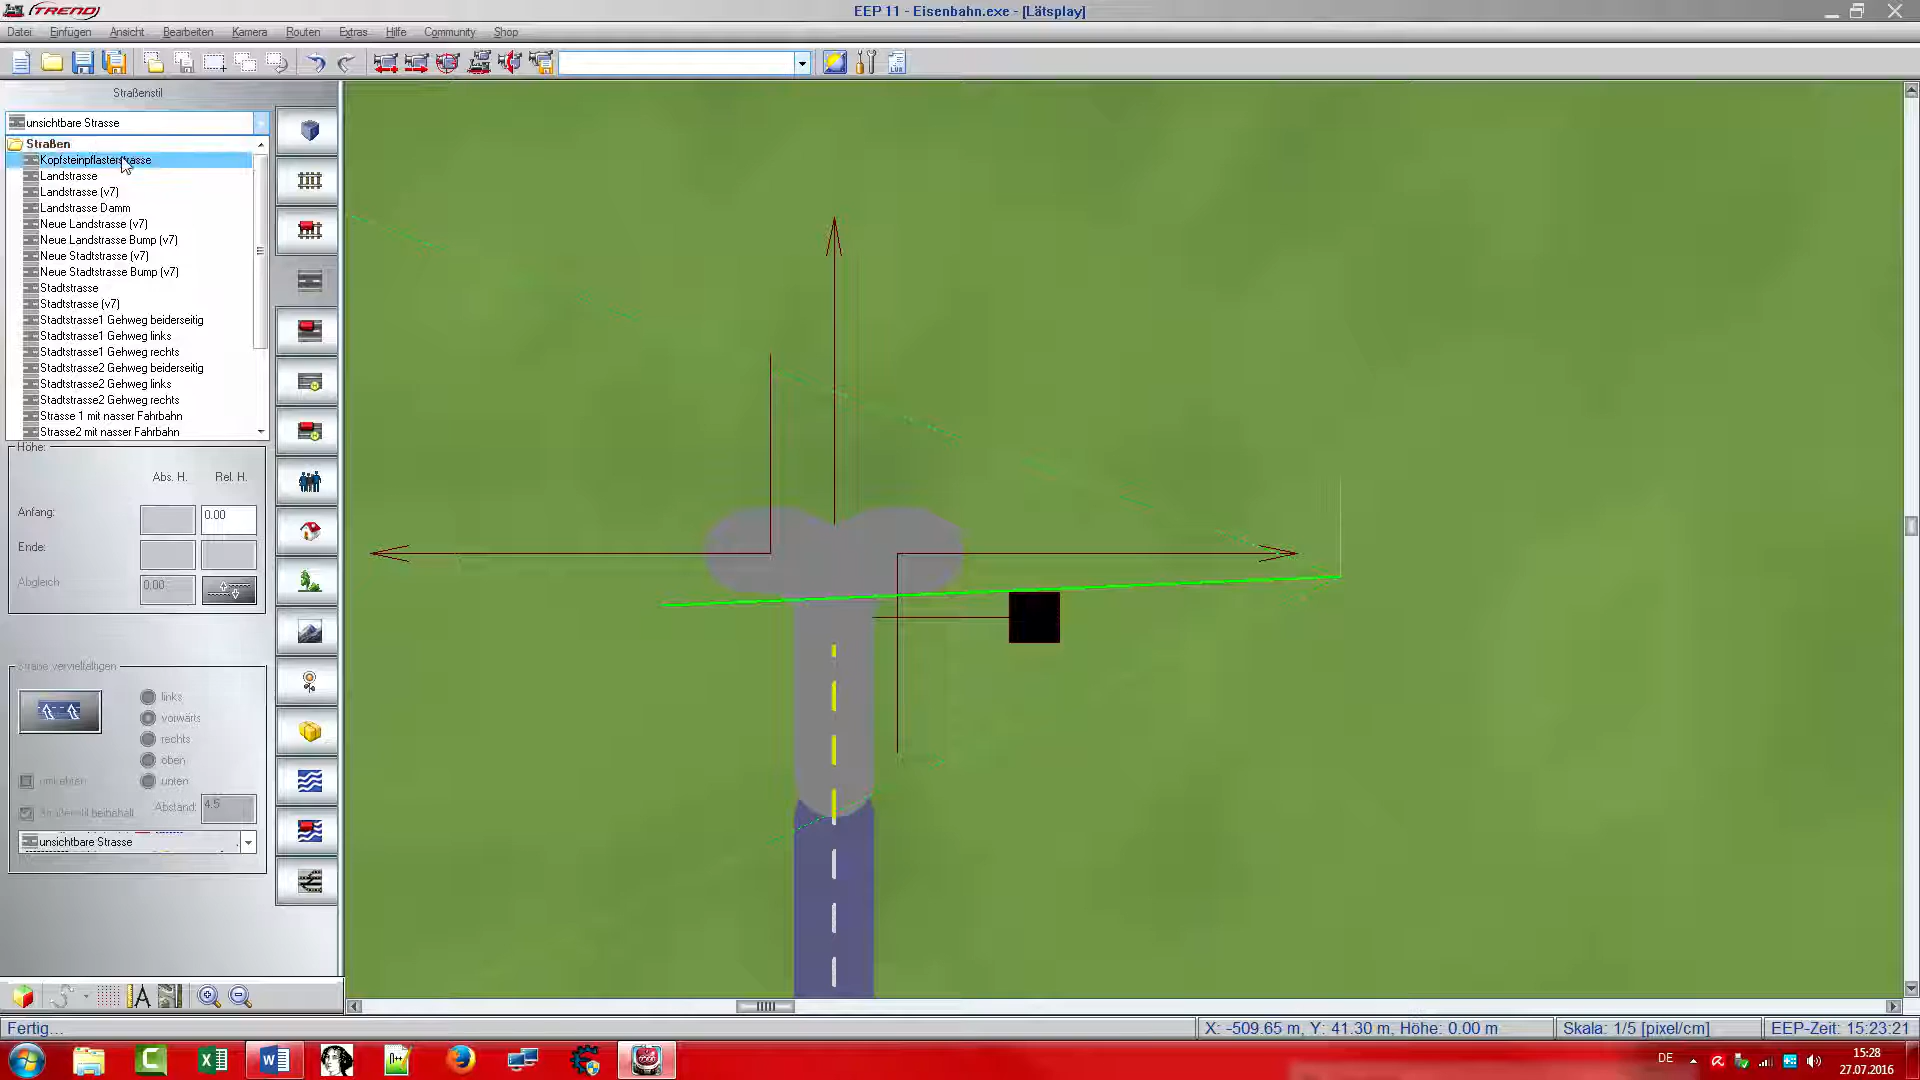 TREND
EEP 11 - Eisenbahn.exe - [Lätsplay]
Datei Einfügen Ansicht Bearbeiten Kamera Routen Extras Hilfe Community Shop
Straßenstil
unsichtbare Strasse
Straßen
Kopfsteinpflasterstrasse
Landstrasse
Landstrasse (v7)
Landstrasse Damm
Neue Landstrasse (v7)
Neue Landstrasse Bump (v7)
Neue Stadtstrasse (v7)
Neue Stadtstrasse Bump (v7)
Stadtstrasse
Stadtstrasse (v7)
Stadtstrasse1 Gehweg beiderseitig
Stadtstrasse1 Gehweg links
Stadtstrasse1 Gehweg rechts
Stadtstrasse2 Gehweg beiderseitig
Stadtstrasse2 Gehweg links
Stadtstrasse2 Gehweg rechts
Strasse 1 mit nasser Fahrbahn
Strasse2 mit nasser Fahrbahn
Höhe:
Abs. H. Rel. H.
Anfang: 0.00
Ende:
Abgleich 0.00
Straße vervielfältigen
links
vorwärts
rechts
oben
umkehren unten
Abstand: 4.5
unsichtbare Strasse
Fertig...
X: -509.65 m, Y: 41.30 m, Höhe: 0.00 m
Skala: 1/5 [pixel/cm]
EEP-Zeit: 15:23:21
DE
15:28
27.07.2016